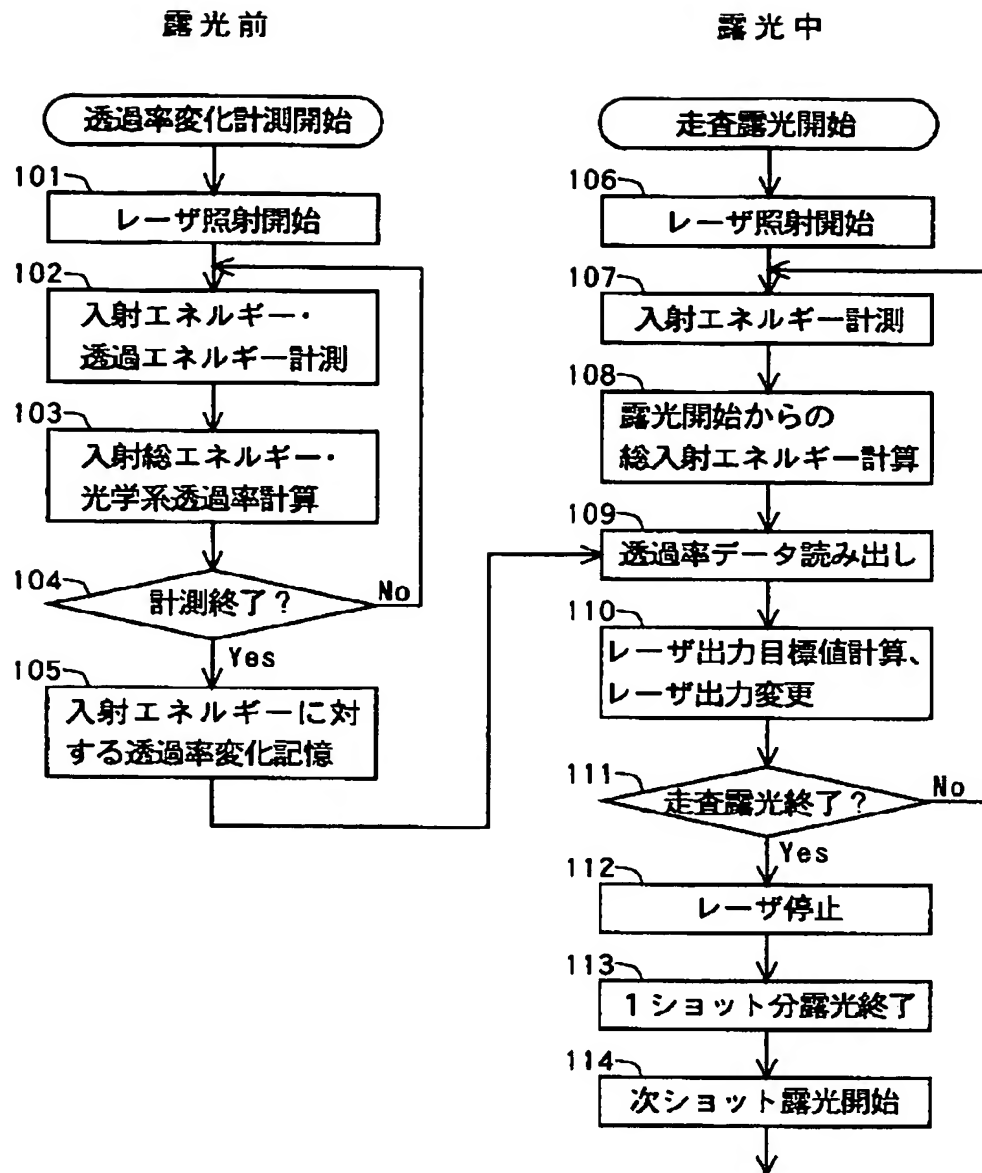 露光前
透過率変化計測開始
101
レーザ照射開始
102
入射エネルギー・
透過エネルギー計測
103
入射総エネルギー・
光学系透過率計算
104
計測終了？
No
Yes
105
入射エネルギーに対
する透過率変化記憶
露光中
走査露光開始
106
レーザ照射開始
107
入射エネルギー計測
108
露光開始からの
総入射エネルギー計算
109
透過率データ読み出し
110
レーザ出力目標値計算、
レーザ出力変更
111
走査露光終了？
No
Yes
112
レーザ停止
113
1ショット分露光終了
114
次ショット露光開始